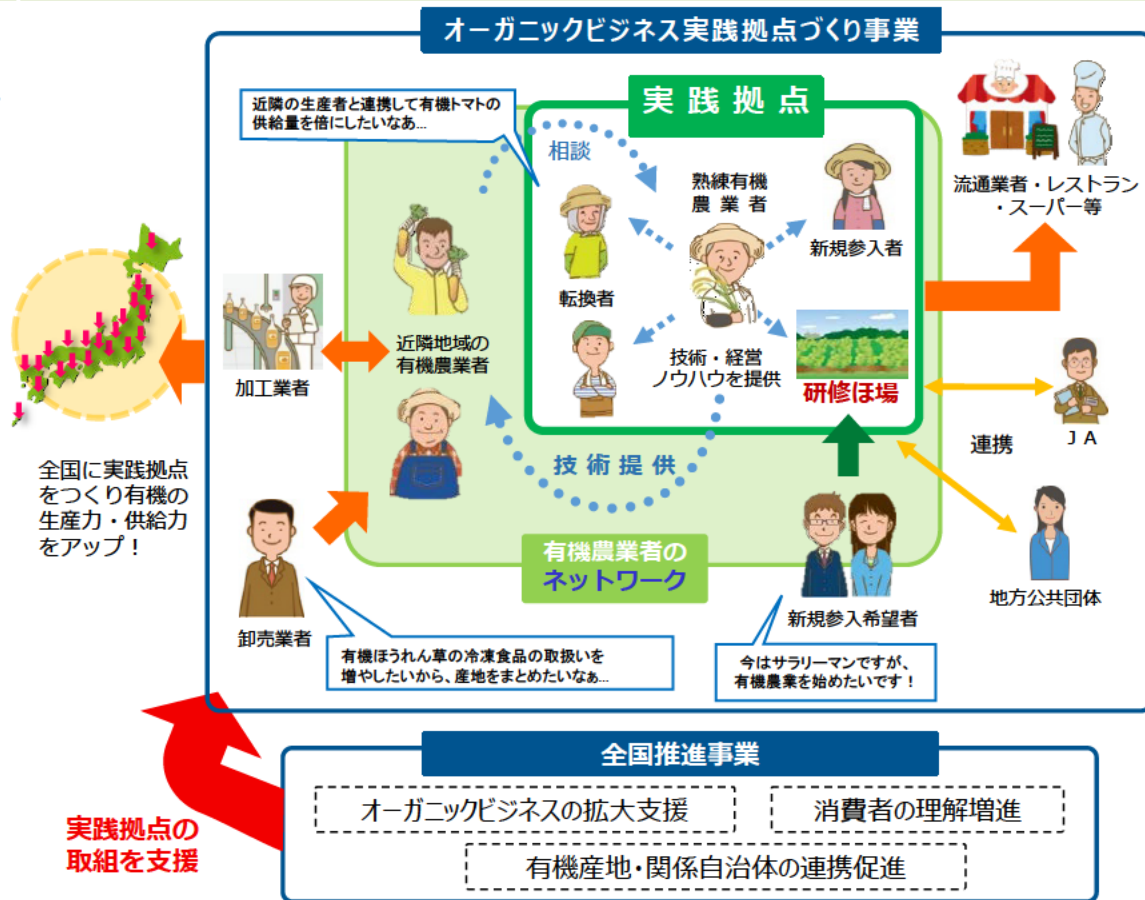 オーガニックビジネス実践拠点づくり事業
実践拠点
近隣の生産者と連携して有機トマトの
供給量を倍にしたいなあ…
相談
熟練有機
農業者
新規参入者
転換者
技術・経営
ノウハウを提供
研修ほ場
流通業者・レストラン
・スーパー等
加工業者
近隣地域の
有機農業者
技術提供
連携
ＪＡ
全国に実践拠点
をつくり有機の
生産力・供給力
をアップ！
有機農業者の
ネットワーク
卸売業者
新規参入希望者
地方公共団体
有機ほうれん草の冷凍食品の取扱いを
増やしたいから、産地をまとめたいなぁ…
今はサラリーマンですが、
有機農業を始めたいです！
全国推進事業
オーガニックビジネスの拡大支援
消費者の理解増進
有機産地・関係自治体の連携促進
実践拠点の
取組を支援